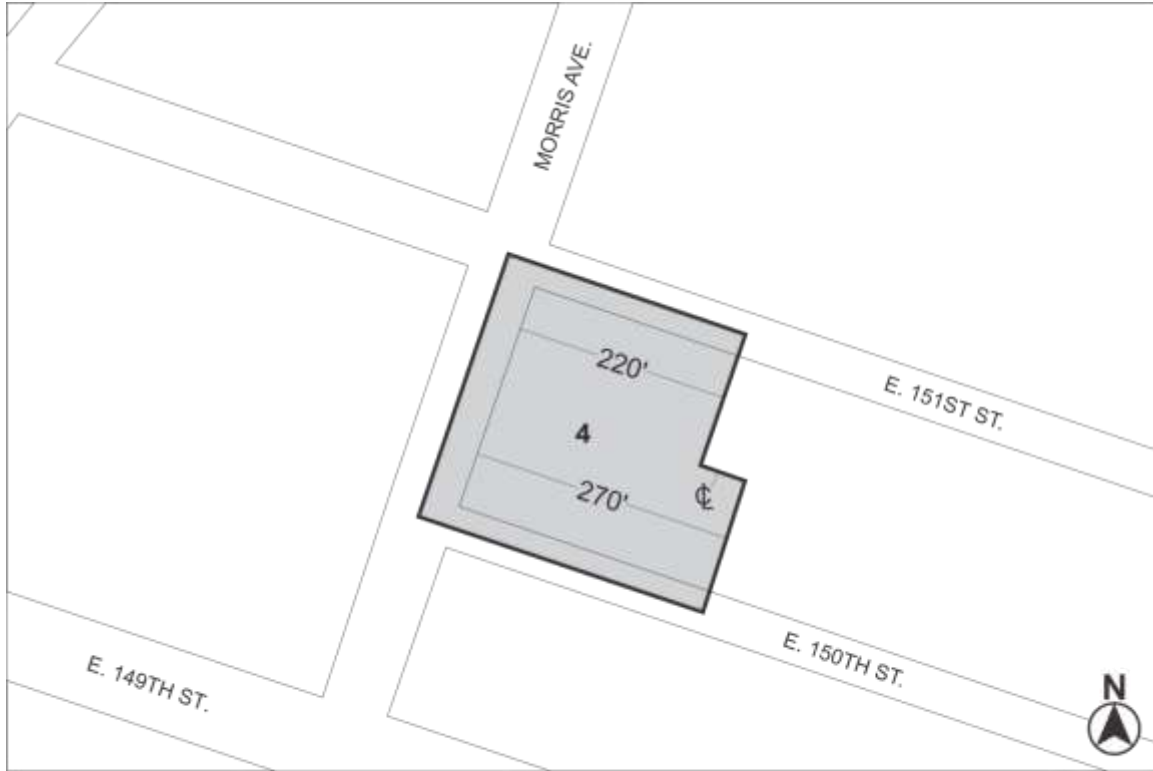 MORRIS AVE.
220'
E. 151ST ST.
4
270'
℄
E. 150TH ST.
E. 149TH ST.
N